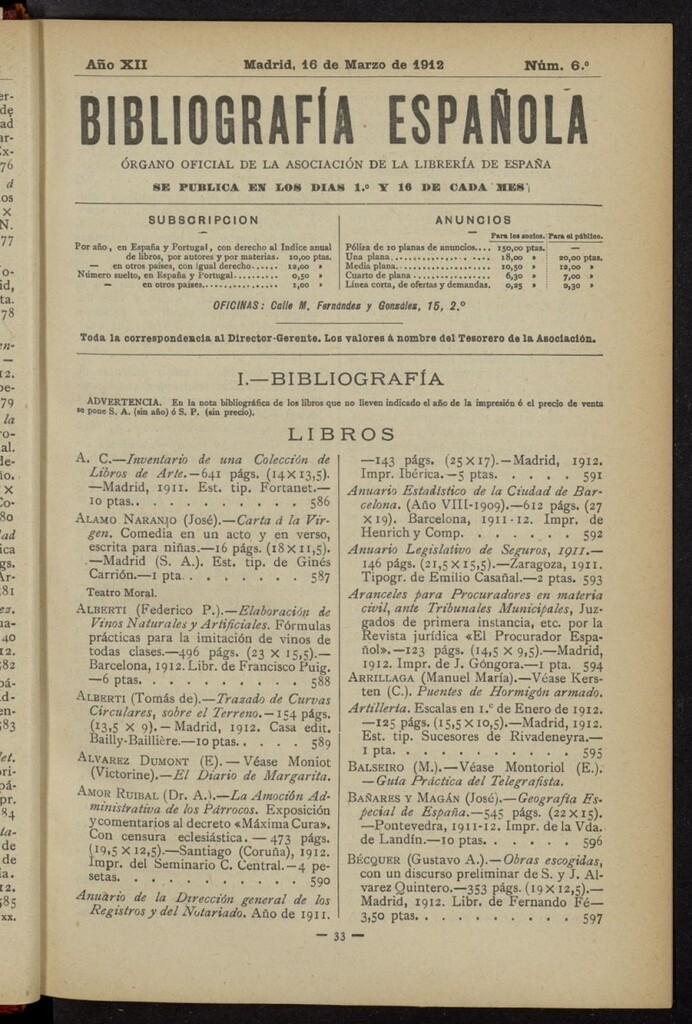 Año XII Madrid, 16 de Marzo de 1912 Núm. 6.º
BIBLIOGRAFÍA ESPAÑOLA
ÓRGANO OFICIAL DE LA ASOCIACIÓN DE LA LIBRERÍA DE ESPAÑA
SE PUBLICA EN LOS DIAS 1.º Y 16 DE CADA MES
SUBSCRIPCION
Por año, en España y Portugal, con derecho al Indice anual
de libros, por autores y por materias. 10,00 ptas.
— en otros países, con igual derecho...... 12,00 »
Número suelto, en España y Portugal........ 0,50 »
— en otros países................ 1,00 »
ANUNCIOS
Para los socios. Para el público.
Póliza de 10 planas de anuncios.... 150,00 ptas. —
Una plana........................ 18,00 » 20,00 ptas.
Media plana...................... 10,50 » 12,00 »
Cuarto de plana.................. 6,30 » 7,00 »
Línea corta, de ofertas y demandas. 0,25 » 0,30 »
OFICINAS: Calle M. Fernández y González, 15, 2.º
Toda la correspondencia al Director-Gerente. Los valores á nombre del Tesorero de la Asociación.
I.—BIBLIOGRAFÍA
ADVERTENCIA. En la nota bibliográfica de los libros que no lleven indicado el año de la impresión ó el precio de venta
se pone S. A. (sin año) ó S. P. (sin precio).
LIBROS
A. C.—Inventario de una Colección de
Libros de Arte.—641 págs. (14×13,5).
—Madrid, 1911. Est. tip. Fortanet.—
10 ptas. . . . . . . . . . . . 586
ALAMO NARANJO (José).—Carta á la Vir-
gen. Comedia en un acto y en verso,
escrita para niñas.—16 págs. (18×11,5).
—Madrid (S. A.). Est. tip. de Ginés
Carrión.—1 pta. . . . . . . . 587
Teatro Moral.
ALBERTI (Federico P.).—Elaboración de
Vinos Naturales y Artificiales. Fórmulas
prácticas para la imitación de vinos de
todas clases.—496 págs. (23 × 15,5).—
Barcelona, 1912. Libr. de Francisco Puig.
—6 ptas. . . . . . . . . . . . 588
ALBERTI (Tomás de).—Trazado de Curvas
Circulares, sobre el Terreno.—154 págs.
(13,5 × 9).—Madrid, 1912. Casa edit.
Bailly-Baillière.—10 ptas. . . . . 589
ALVAREZ DUMONT (E).—Véase Moniot
(Victorine).—El Diario de Margarita.
AMOR RUIBAL (Dr. A.).—La Amoción Ad-
ministrativa de los Párrocos. Exposición
y comentarios al decreto «Máxima Cura».
Con censura eclesiástica. — 473 págs.
(19,5 × 12,5).—Santiago (Coruña), 1912.
Impr. del Seminario C. Central.—4 pe-
setas. . . . . . . . . . . . . 590
Anuario de la Dirección general de los
Registros y del Notariado. Año de 1911.
—143 págs. (25×17).—Madrid, 1912.
Impr. Ibérica.—5 ptas. . . . . . 591
Anuario Estadístico de la Ciudad de Bar-
celona. (Año VIII-1909).—612 págs. (27
× 19). Barcelona, 1911-12. Impr. de
Henrich y Comp. . . . . . . . 592
Anuario Legislativo de Seguros, 1911.—
146 págs. (21,5×15,5).—Zaragoza, 1911.
Tipogr. de Emilio Casañal.—2 ptas. 593
Aranceles para Procuradores en materia
civil, ante Tribunales Municipales, Juz-
gados de primera instancia, etc. por la
Revista jurídica «El Procurador Espa-
ñol».—123 págs. (14,5 × 9,5).—Madrid,
1912. Impr. de J. Góngora.—1 pta. 594
ARRILLAGA (Manuel María).—Véase Kers-
ten (C.). Puentes de Hormigón armado.
Artillería. Escalas en 1.º de Enero de 1912.
—125 págs. (15,5×10,5).—Madrid, 1912.
Est. tip. Sucesores de Rivadeneyra.—
1 pta. . . . . . . . . . . . . 595
BALSEIRO (M.).—Véase Montoriol (E.).
—Guía Práctica del Telegrafista.
BAÑARES Y MAGÁN (José).—Geografía Es-
pecial de España.—545 págs. (22×15).
—Pontevedra, 1911-12. Impr. de la Vda.
de Landín.—10 ptas. . . . . . . 596
BÉCQUER (Gustavo A.).—Obras escogidas,
con un discurso preliminar de S. y J. Al-
varez Quintero.—353 págs. (19×12,5).—
Madrid, 1912. Libr. de Fernando Fé—
3,50 ptas. . . . . . . . . . . 597
— 33 —